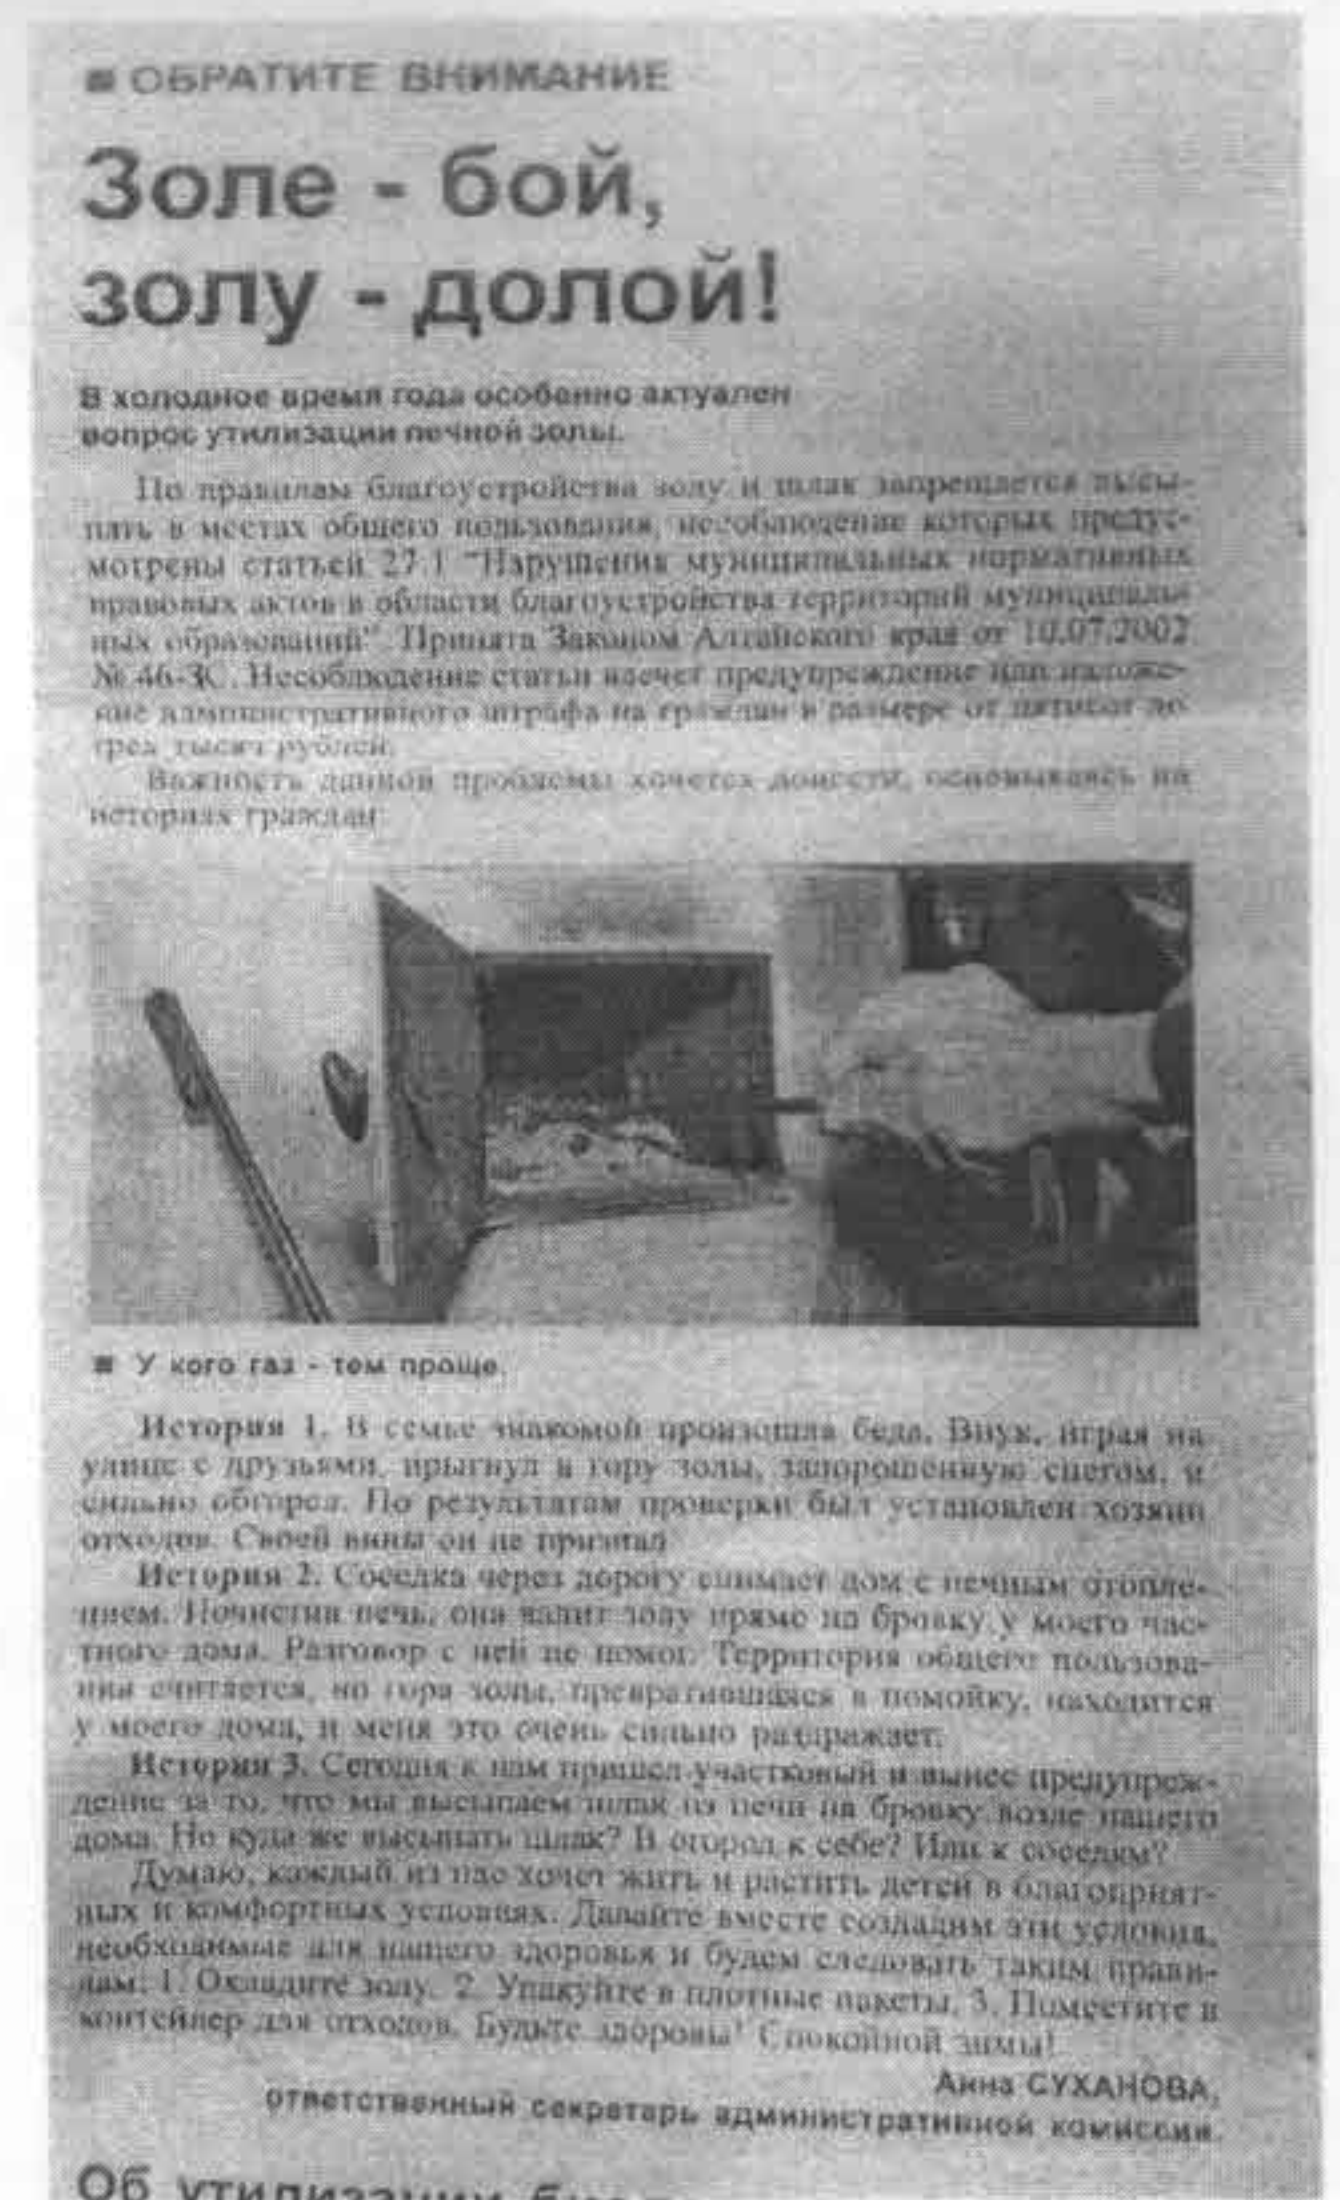 ОБРАТИТЕ ВНИМАНИЕ
Золе - бой,
золу - долой!
В холодное время года особенно актуален
вопрос утилизации печной золы.
По правилам благоустройства золу и шлак запрещается высы-
пать в местах общего пользования, несоблюдение которых предус-
мотрены статьей 27.1 "Нарушения муниципальных нормативных
правовых актов в области благоустройства территорий муниципаль-
ных образований". Принята Законом Алтайского края от 10.07.2002
№ 46-ЗС. Несоблюдение статьи влечет предупреждение или наложе-
ние административного штрафа на граждан в размере от пятисот до
трех тысяч рублей.
Важность данной проблемы хочется донести, основываясь на
историях граждан:
У кого газ - тем проще.
История 1. В семье знакомой произошла беда. Внук, играя на
улице с друзьями, прыгнул в гору золы, запорошенную снегом, и
сильно обгорел. По результатам проверки был установлен хозяин
отходов. Своей вины он не признал.
История 2. Соседка через дорогу снимает дом с печным отопле-
нием. Почистив печь, она валит золу прямо на бровку у моего час-
тного дома. Разговор с ней не помог. Территория общего пользова-
ния считается, но гора золы, превратившаяся в помойку, находится
у моего дома, и меня это очень сильно раздражает.
История 3. Сегодня к нам пришел участковый и вынес предупреж-
дение за то, что мы высыпаем шлак из печи на бровку возле нашего
дома. Но куда же высыпать шлак? В огород к себе? Или к соседям?
Думаю, каждый из нас хочет жить и растить детей в благоприят-
ных и комфортных условиях. Давайте вместе создадим эти условия,
необходимые для нашего здоровья и будем следовать таким прави-
лам: 1. Охладите золу. 2. Упакуйте в плотные пакеты. 3. Поместите в
контейнер для отходов. Будьте здоровы! Спокойной зимы!
Анна СУХАНОВА,
ответственный секретарь административной комиссии.
Об утилизации